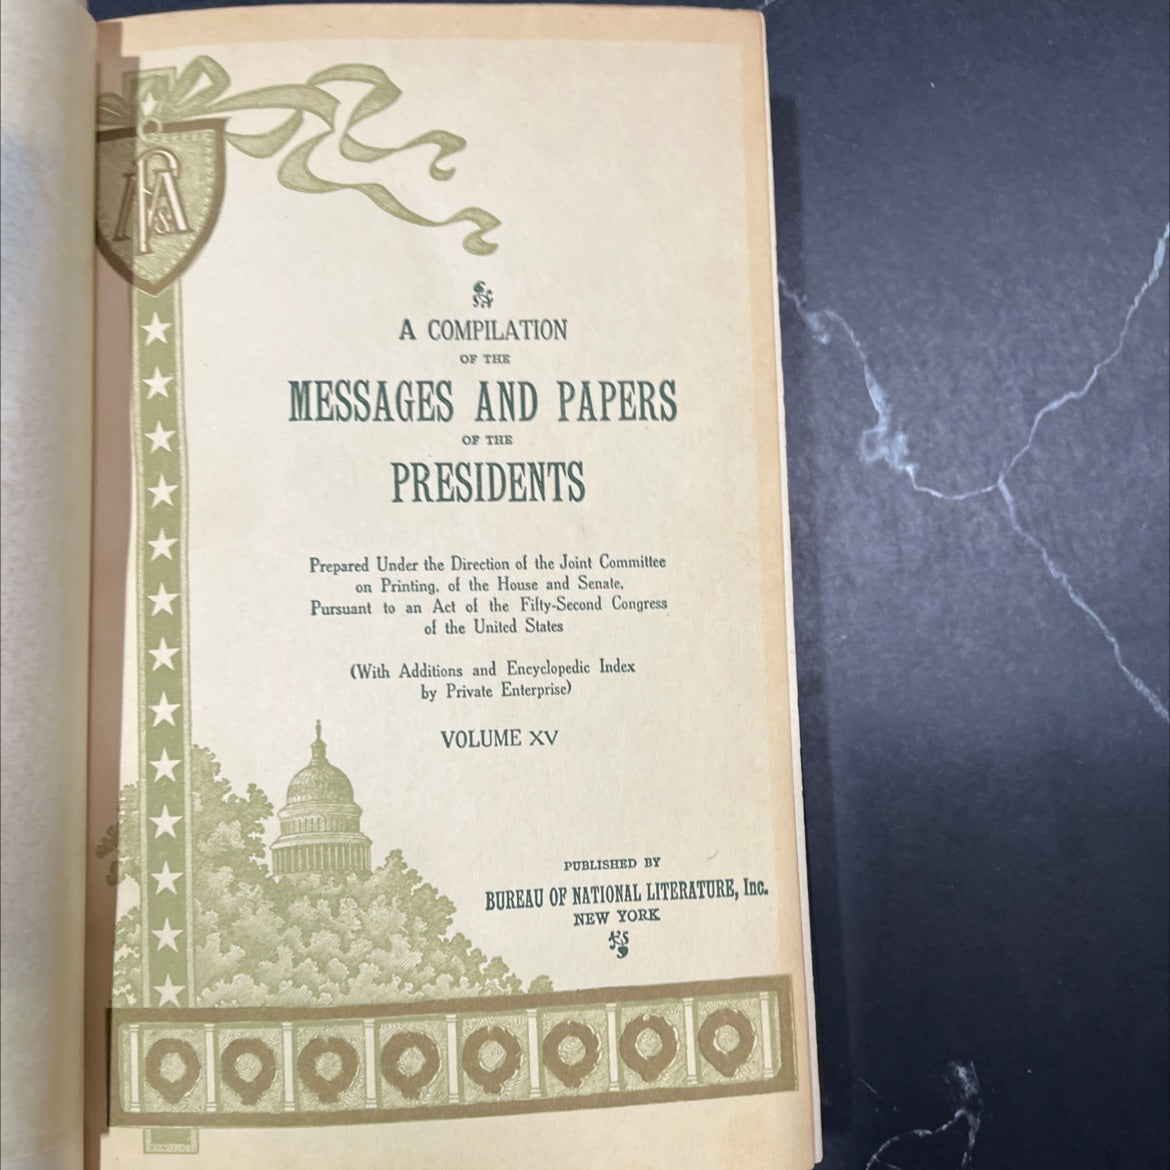 M&P
A COMPILATION
OF THE
MESSAGES AND PAPERS
OF THE
PRESIDENTS
Prepared Under the Direction of the Joint Committee
on Printing, of the House and Senate,
Pursuant to an Act of the Fifty-Second Congress
of the United States
(With Additions and Encyclopedic Index
by Private Enterprise)
VOLUME XV
PUBLISHED BY
BUREAU OF NATIONAL LITERATURE, Inc.
NEW YORK